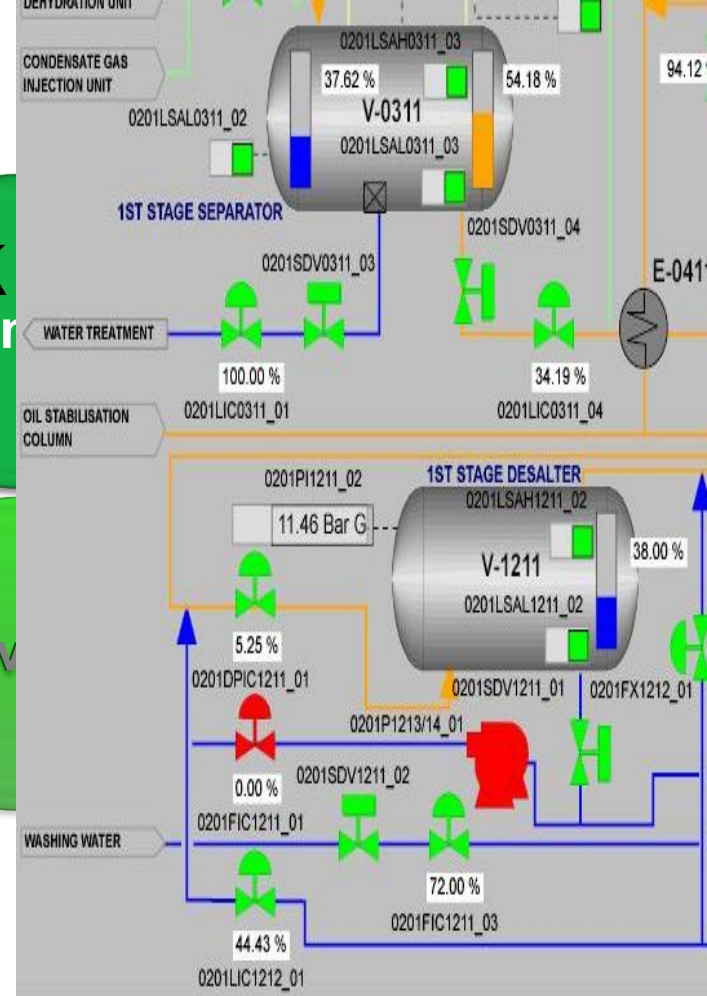 DEHYDRATION UNIT
0201LSAH0311_03
CONDENSATE GAS
INJECTION UNIT
37.62 %
54.18 %
94.12
V-0311
0201LSAL0311_02
0201LSAL0311_03
1ST STAGE SEPARATOR
0201SDV0311_04
0201SDV0311_03
E-0411
WATER TREATMENT
100.00 %
34.19 %
0201LIC0311_01
0201LIC0311_04
OIL STABILISATION
COLUMN
0201PI1211_02
1ST STAGE DESALTER
0201LSAH1211_02
11.46 Bar G
38.00 %
V-1211
0201LSAL1211_02
5.25 %
0201DPIC1211_01
0201SDV1211_01
0201FX1212_01
0201P1213/14_01
0.00 %
0201SDV1211_02
0201FIC1211_01
WASHING WATER
72.00 %
0201FIC1211_03
44.43 %
0201LIC1212_01